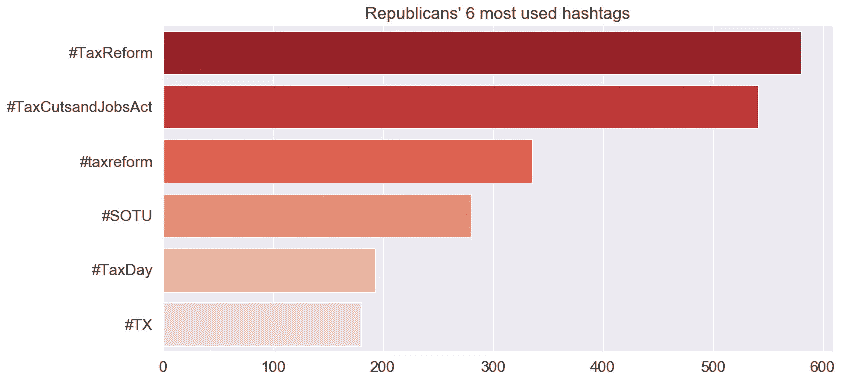 Republicans' 6 most used hashtags
#TaxReform
#TaxCutsandJobsAct
#taxreform
#SOTU
#TaxDay
#TX
0 100 200 300 400 500 600